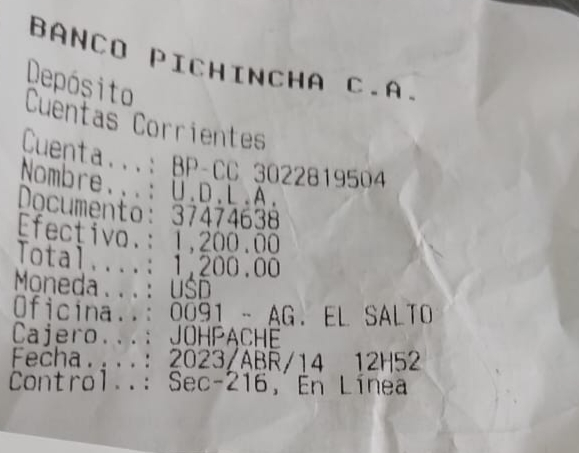 BANCO PICHINCHA C.A.
Depósito
Cuentas Corrientes
Cuenta...: BP-CC 3022819504
Nombre...: U.D.L.A.
Documento: 37474638
Efectivo.: 1,200.00
Total....: 1,200.00
Moneda...: USD
Oficina..: 0091 - AG. EL SALTO
Cajero...: JOHPACHE
Fecha....: 2023/ABR/14 12H52
Control..: Sec-216, En Línea